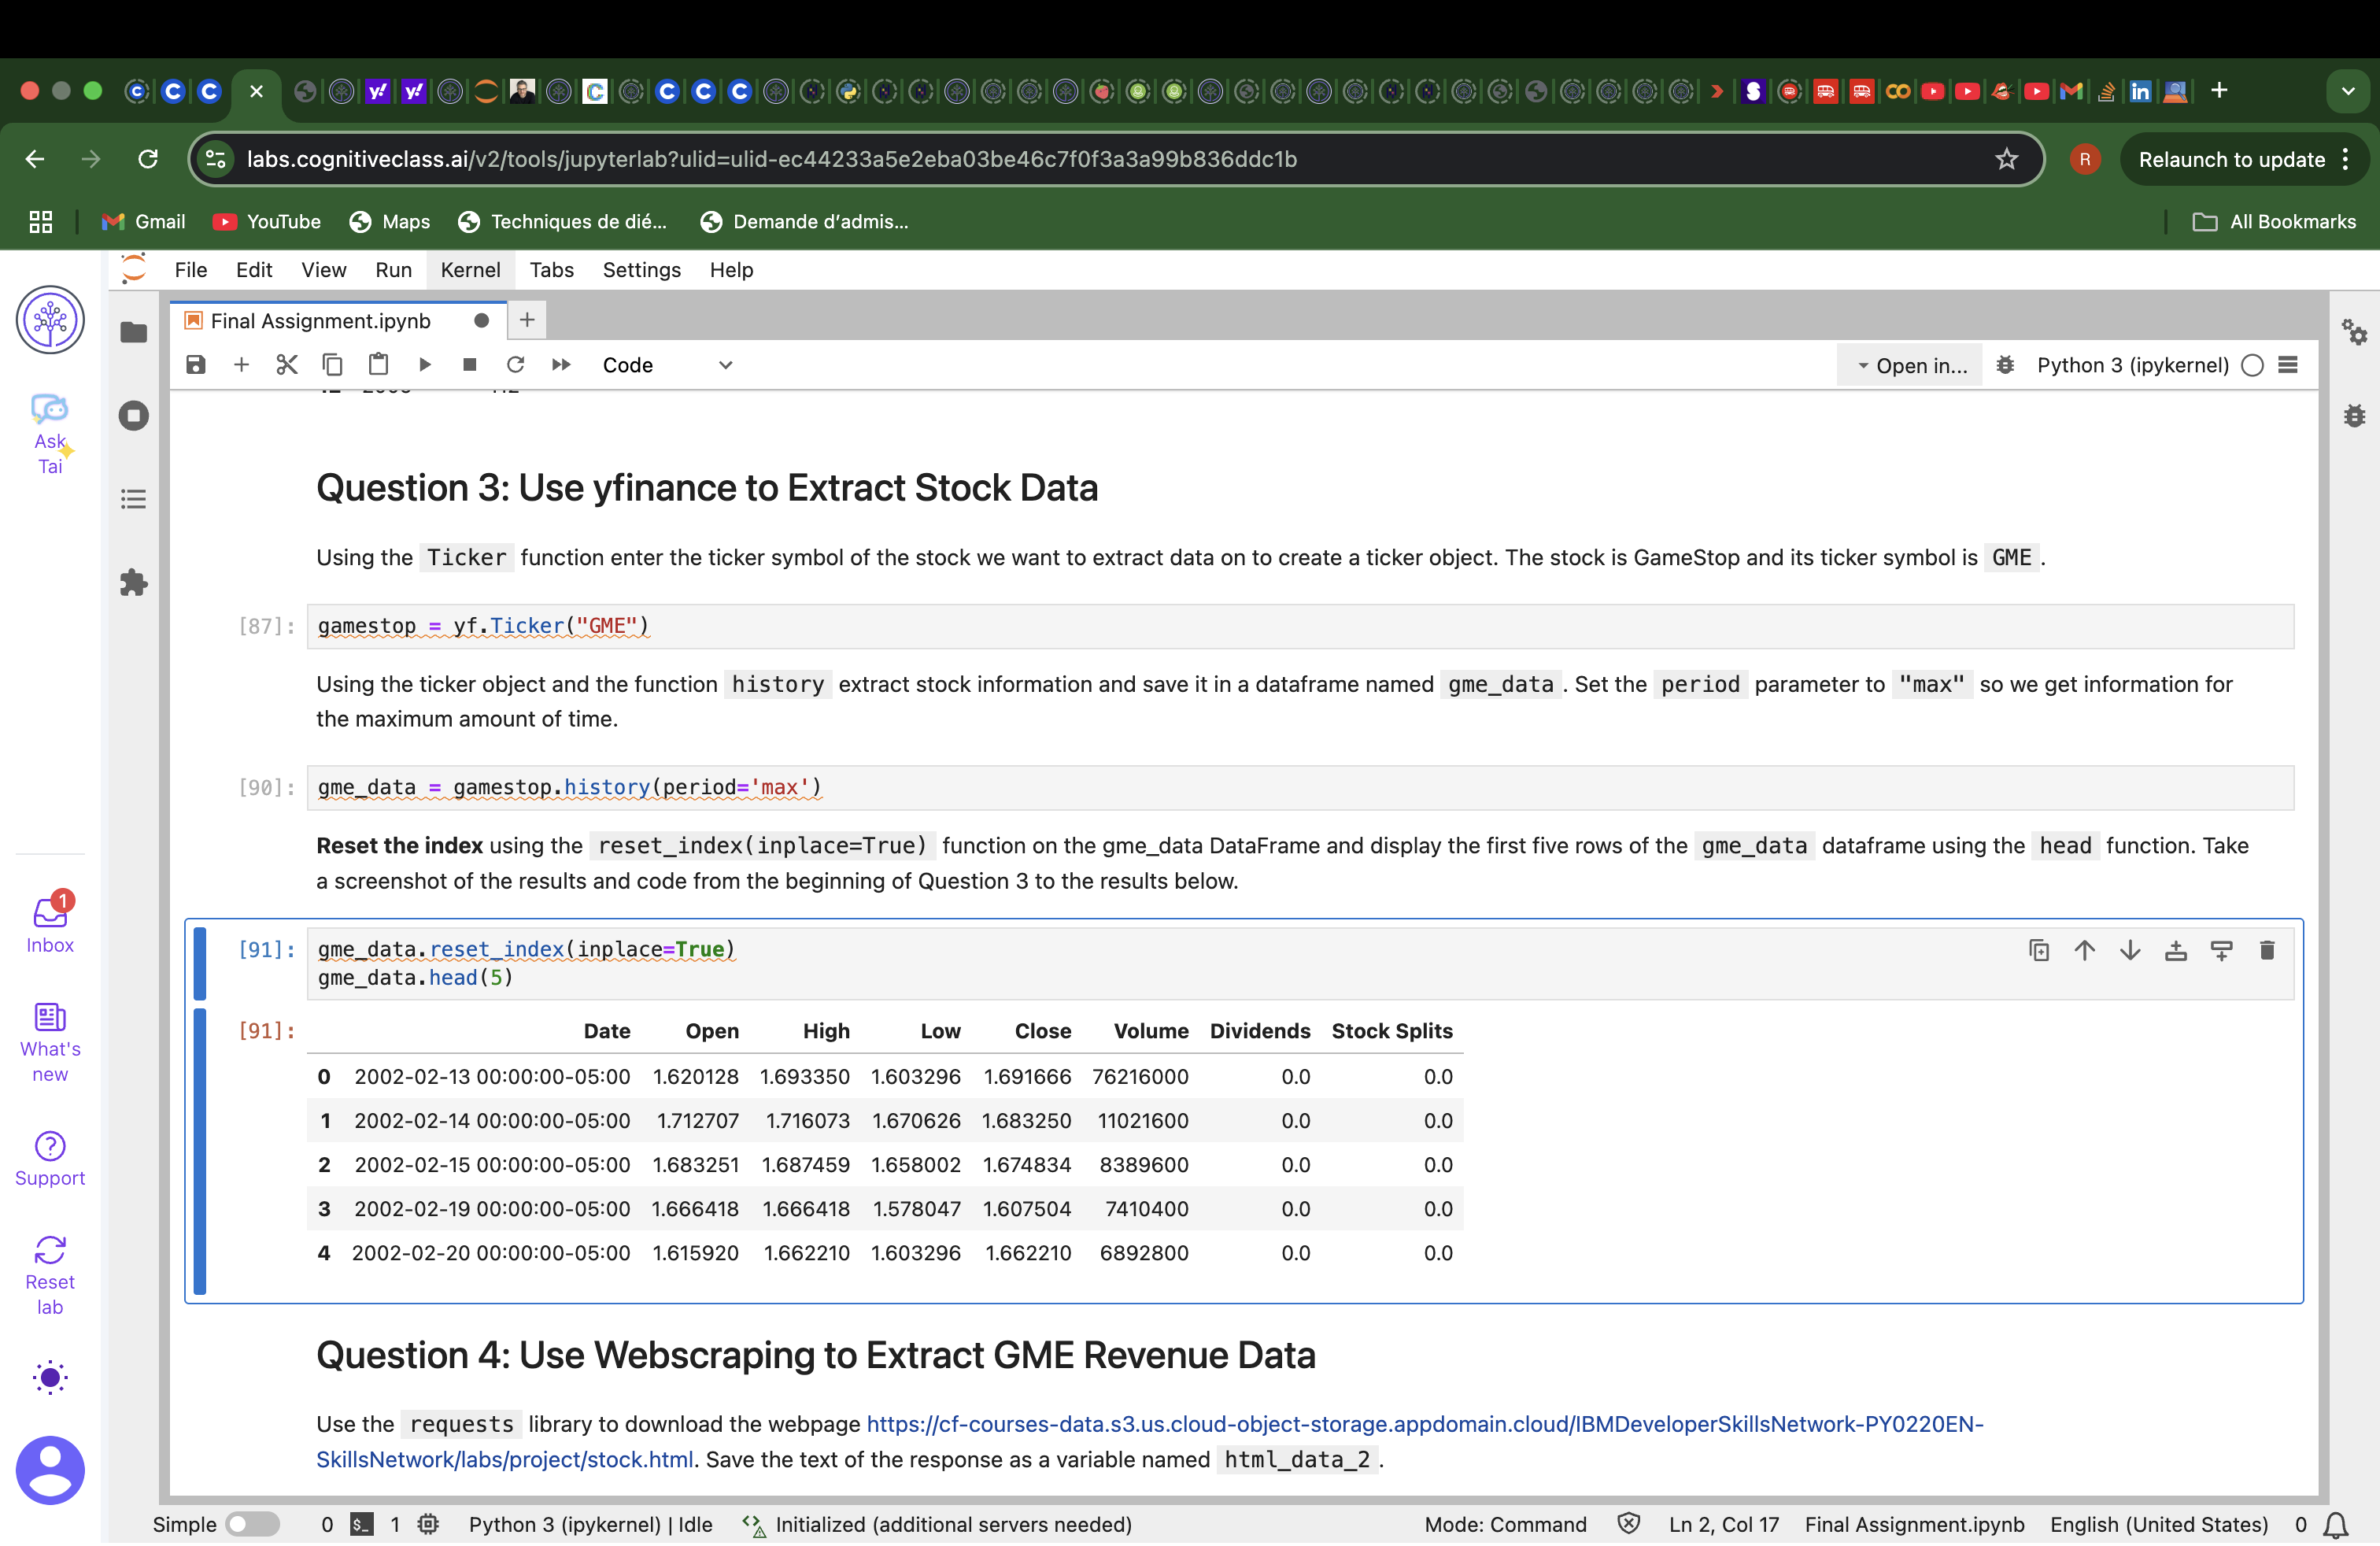 labs.cognitiveclass.ai/v2/tools/jupyterlab?ulid=ulid-ec44233a5e2eba03be46c7f0f3a3a99b836ddc1b
R
Relaunch to update
Gmail
YouTube
Maps
Techniques de dié...
Demande d'admis...
All Bookmarks
File Edit View Run Kernel Tabs Settings Help
Final Assignment.ipynb
Code
Open in...
Python 3 (ipykernel)
Ask
Tai
Question 3: Use yfinance to Extract Stock Data
Using the Ticker function enter the ticker symbol of the stock we want to extract data on to create a ticker object. The stock is GameStop and its ticker symbol is GME .
[87]: gamestop = yf.Ticker("GME")
Using the ticker object and the function history extract stock information and save it in a dataframe named gme_data . Set the period parameter to "max" so we get information for
the maximum amount of time.
[90]: gme_data = gamestop.history(period='max')
Reset the index using the reset_index(inplace=True) function on the gme_data DataFrame and display the first five rows of the gme_data dataframe using the head function. Take
a screenshot of the results and code from the beginning of Question 3 to the results below.
[91]: gme_data.reset_index(inplace=True)
gme_data.head(5)
[91]: Date Open High Low Close Volume Dividends Stock Splits
0 2002-02-13 00:00:00-05:00 1.620128 1.693350 1.603296 1.691666 76216000 0.0 0.0
1 2002-02-14 00:00:00-05:00 1.712707 1.716073 1.670626 1.683250 11021600 0.0 0.0
2 2002-02-15 00:00:00-05:00 1.683251 1.687459 1.658002 1.674834 8389600 0.0 0.0
3 2002-02-19 00:00:00-05:00 1.666418 1.666418 1.578047 1.607504 7410400 0.0 0.0
4 2002-02-20 00:00:00-05:00 1.615920 1.662210 1.603296 1.662210 6892800 0.0 0.0
Question 4: Use Webscraping to Extract GME Revenue Data
Use the requests library to download the webpage https://cf-courses-data.s3.us.cloud-object-storage.appdomain.cloud/IBMDeveloperSkillsNetwork-PY0220EN-
SkillsNetwork/labs/project/stock.html. Save the text of the response as a variable named html_data_2 .
1
Inbox
What's
new
Support
Reset
lab
Simple 0 1 Python 3 (ipykernel) | Idle Initialized (additional servers needed) Mode: Command Ln 2, Col 17 Final Assignment.ipynb English (United States) 0